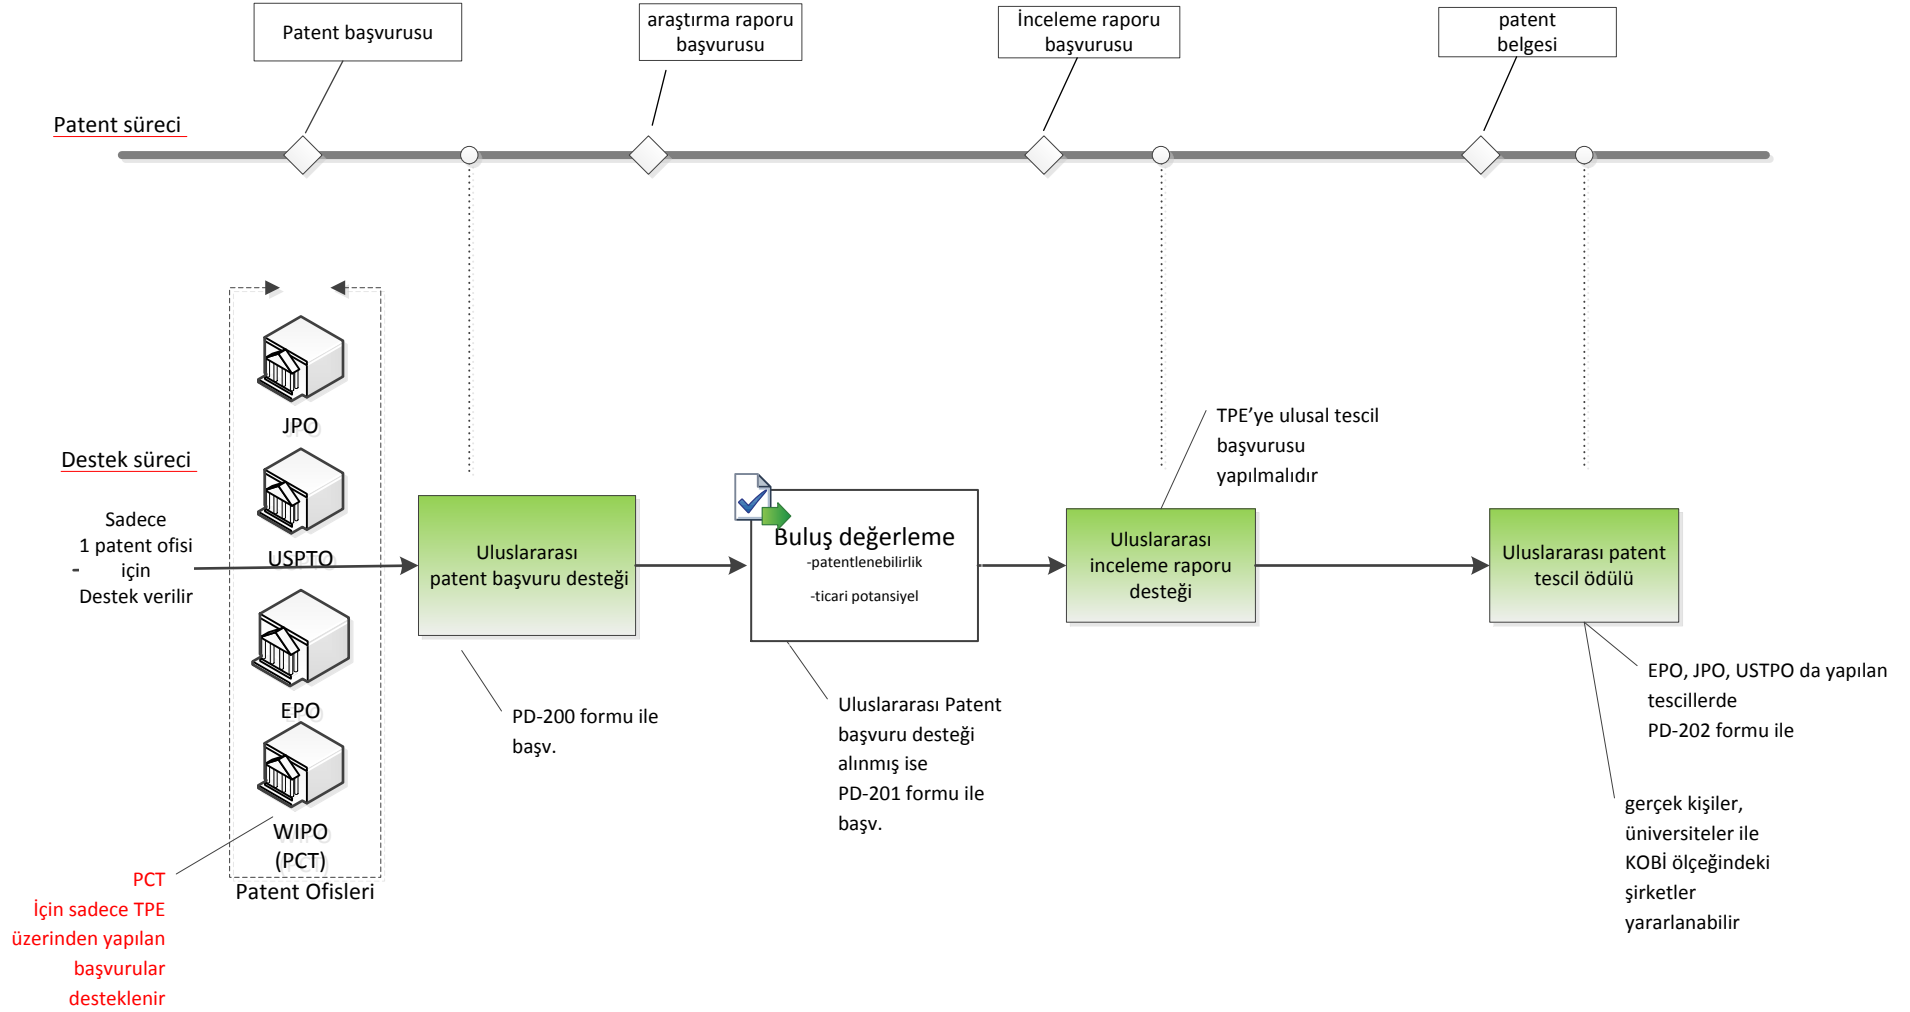 Patent başvurusu
araştırma raporu
başvurusu
İnceleme raporu
başvurusu
patent
belgesi
Patent süreci
Destek süreci
Sadece
1 patent ofisi
için
Destek verilir
JPO
USPTO
EPO
WIPO
(PCT)
Patent Ofisleri
PCT
İçin sadece TPE
üzerinden yapılan
başvurular
desteklenir
Uluslararası
patent başvuru desteği
PD-200 formu ile
başv.
Buluş değerleme
-patentlenebilirlik
-ticari potansiyel
Uluslararası Patent
başvuru desteği
alınmış ise
PD-201 formu ile
başv.
TPE’ye ulusal tescil
başvurusu
yapılmalıdır
Uluslararası
inceleme raporu
desteği
Uluslararası patent
tescil ödülü
EPO, JPO, USTPO da yapılan
tescillerde
PD-202 formu ile
gerçek kişiler,
üniversiteler ile
KOBİ ölçeğindeki
şirketler
yararlanabilir